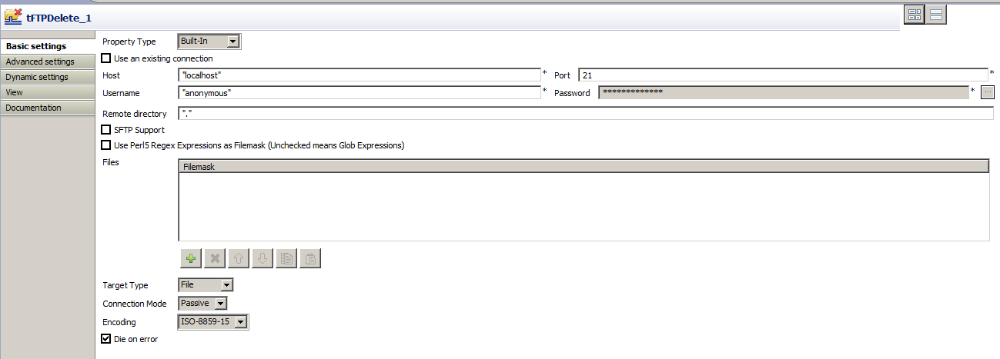 tFTPDelete_1
Basic settings
Advanced settings
Dynamic settings
View
Documentation
Property Type Built-In
Use an existing connection
Host "localhost" * Port 21 *
Username "anonymous" * Password ************* * ...
Remote directory "."
SFTP Support
Use Perl5 Regex Expressions as Filemask (Unchecked means Glob Expressions)
Files Filemask
Target Type File
Connection Mode Passive
Encoding ISO-8859-15
Die on error